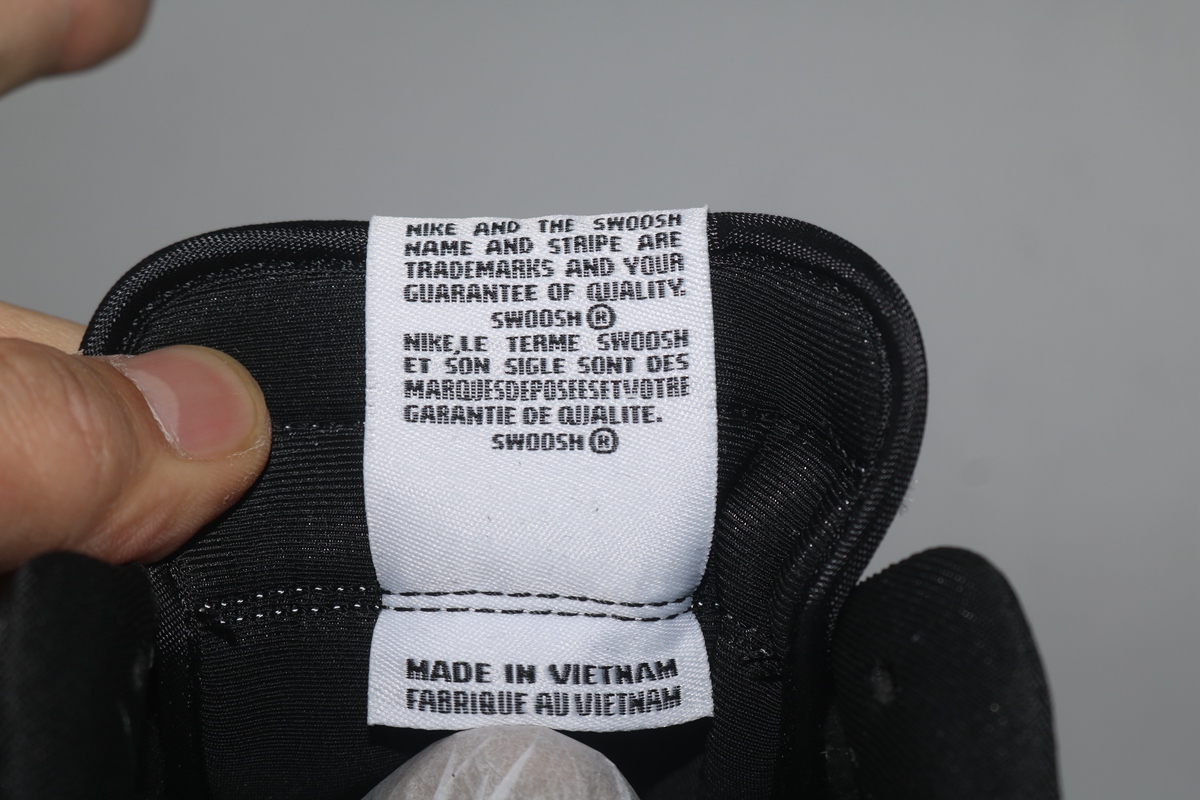 NIKE AND THE SWOOSH
NAME AND STRIPE ARE
TRADEMARKS AND YOUR
GUARANTEE OF QUALITY.
SWOOSH ®
NIKE,LE TERME SWOOSH
ET SON SIGLE SONT DES
MARQUESDEPOSEESETVOTRE
GARANTIE DE QUALITE.
SWOOSH ®
MADE IN VIETNAM
FABRIQUE AU VIETNAM